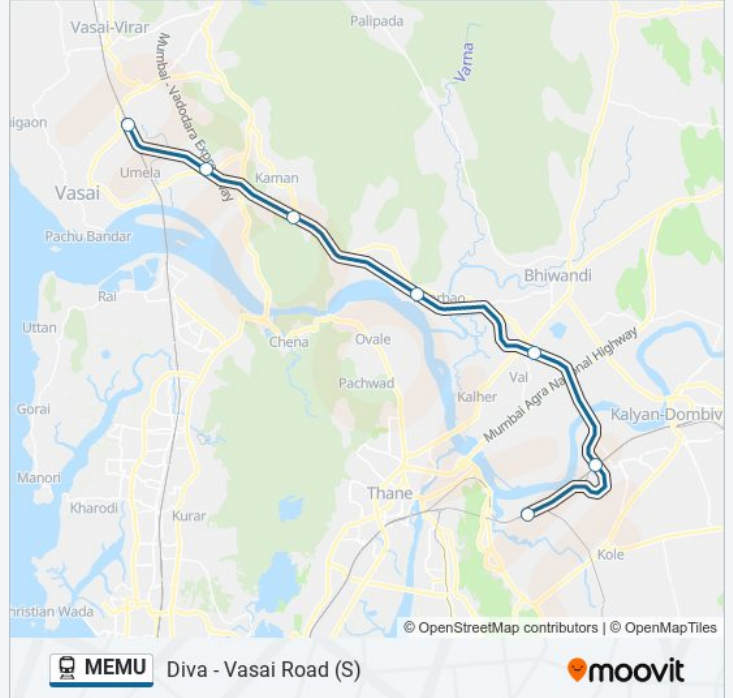 Vasai-Virar
Palipada
Varna
Mumbai - Vadodara Expressway
Umela
Kaman
Vasai
Pachu Bandar
Bhiwandi
Rai
Uttan
Chena
Ovale
Val
Mumbai Agra National Highway
Pachwad
Kalher
Gorai
Kalyan-Dombiv
Manori
Thane
Kharodi
Kurar
Kole
hristian Wada
© OpenStreetMap contributors | © OpenMapTiles
MEMU Diva - Vasai Road (S) moovit